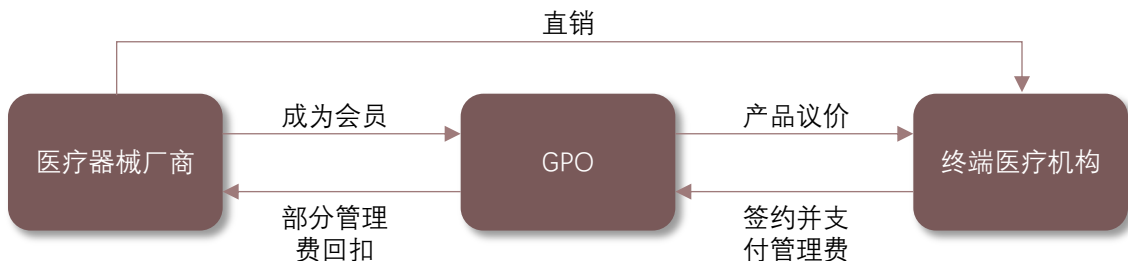 直销
成为会员
产品议价
医疗器械厂商
GPO
终端医疗机构
部分管理
费回扣
签约并支
付管理费